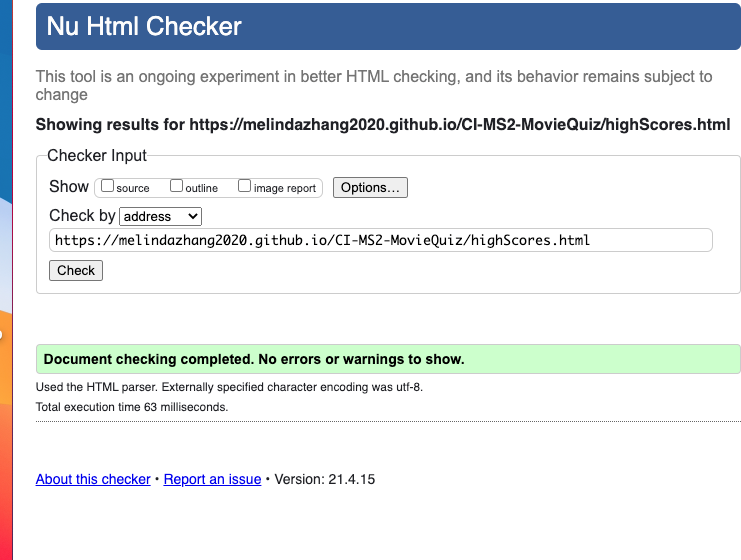 Nu Html Checker
This tool is an ongoing experiment in better HTML checking, and its behavior remains subject to
change
Showing results for https://melindazhang2020.github.io/CI-MS2-MovieQuiz/highScores.html
Checker Input
Show source outline image report Options...
Check by address
https://melindazhang2020.github.io/CI-MS2-MovieQuiz/highScores.html
Check
Document checking completed. No errors or warnings to show.
Used the HTML parser. Externally specified character encoding was utf-8.
Total execution time 63 milliseconds.
About this checker • Report an issue • Version: 21.4.15